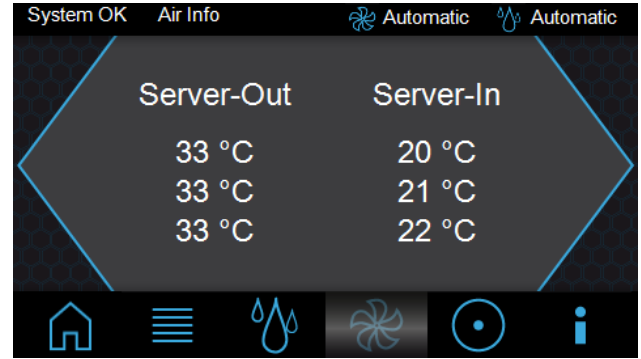 System OK Air Info Automatic Automatic
Server-Out Server-In
33 °C 20 °C
33 °C 21 °C
33 °C 22 °C